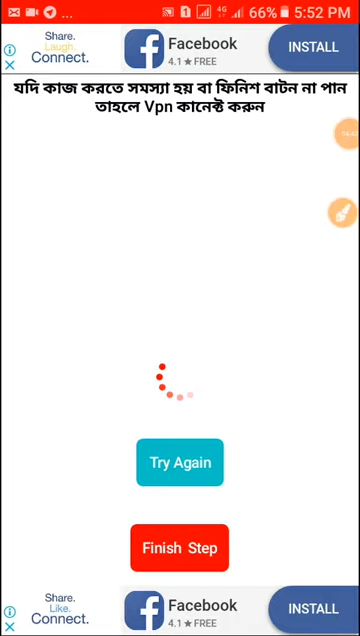 ... 4G 66% 5:52 PM
Share.
Laugh.
Connect.
Facebook
4.1 ★ FREE
INSTALL
যদি কাজ করতে সমস্যা হয় বা ফিনিশ বাটন না পান
তাহলে Vpn কানেক্ট করুন
Try Again
Finish Step
Share.
Like.
Connect.
Facebook
4.1 ★ FREE
INSTALL